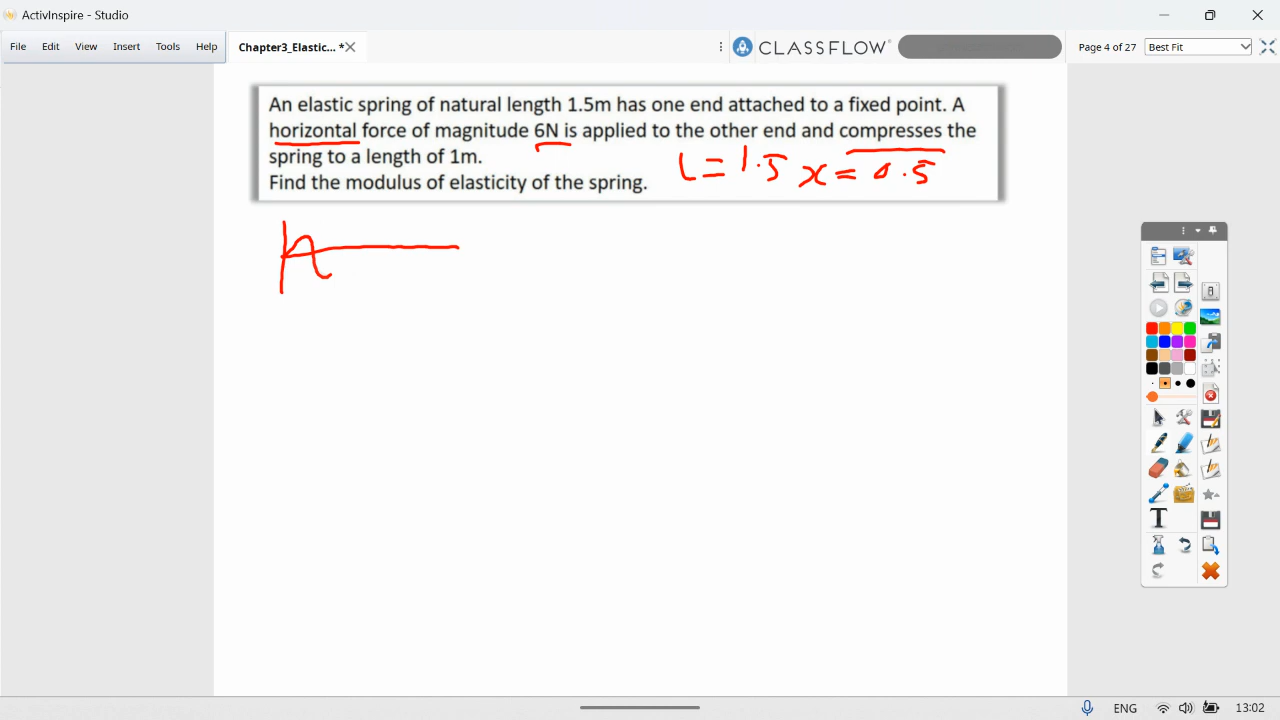 ActivInspire - Studio
File Edit View Insert Tools Help
Chapter3_Elastic... *
CLASSFLOW
Page 4 of 27
Best Fit
An elastic spring of natural length 1.5m has one end attached to a fixed point. A
horizontal force of magnitude 6N is applied to the other end and compresses the
spring to a length of 1m.
Find the modulus of elasticity of the spring.
l = 1.5 x = 0.5
T
ENG
13:02